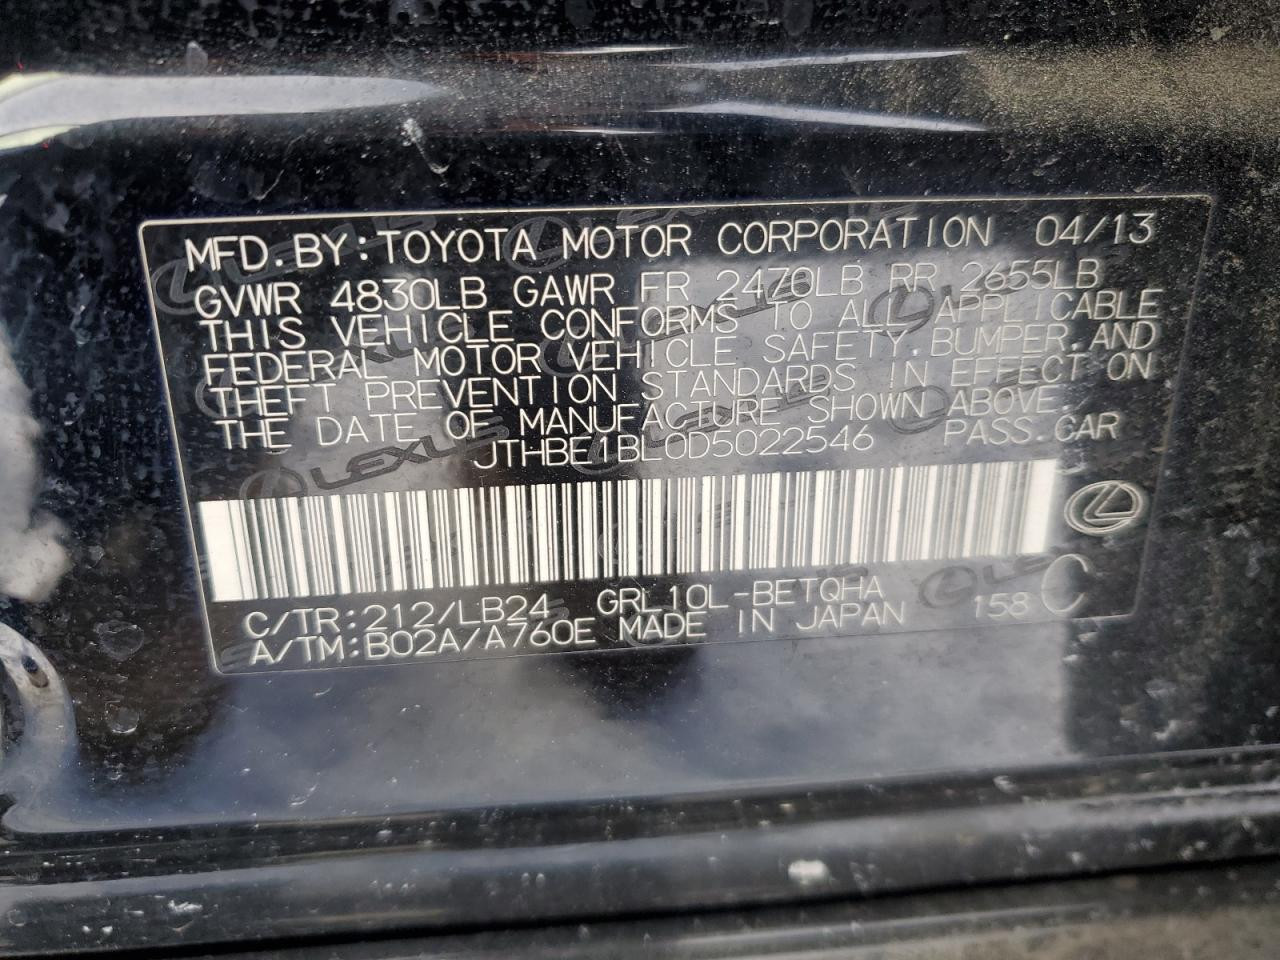 MFD.BY:TOYOTA MOTOR CORPORATION 04/13
GVWR 4830LB GAWR FR 2470LB RR 2655LB
THIS VEHICLE CONFORMS TO ALL APPLICABLE
FEDERAL MOTOR VEHICLE SAFETY,BUMPER,AND
THEFT PREVENTION STANDARDS IN EFFECT ON
THE DATE OF MANUFACTURE SHOWN ABOVE.
JTHBE1BL0D5022546 PASS.CAR
C/TR:212/LB24 GRL10L-BETQHA
A/TM:B02A/A760E MADE IN JAPAN 158 C
LEXUS